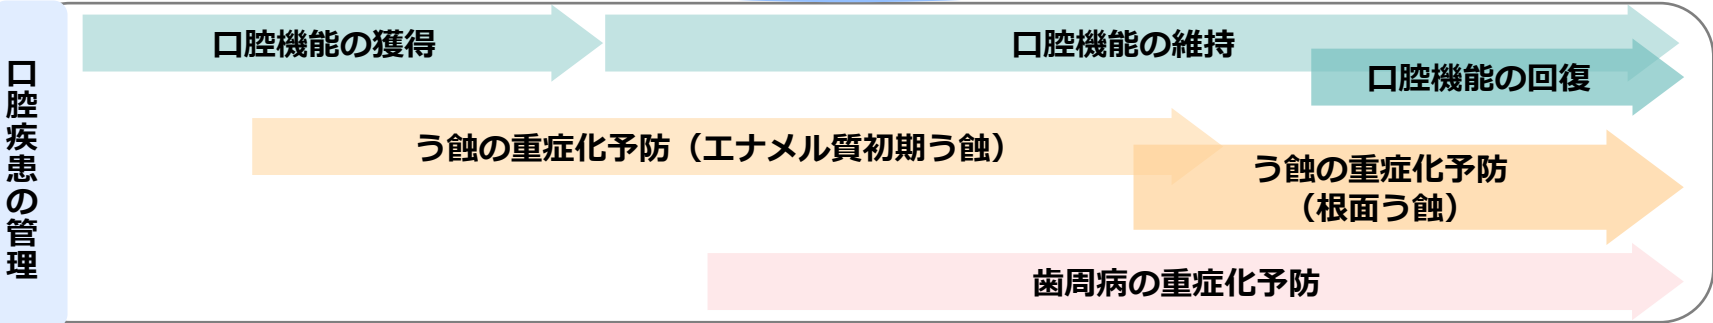 口腔疾患の管理
口腔機能の獲得
口腔機能の維持
口腔機能の回復
う蝕の重症化予防（エナメル質初期う蝕）
う蝕の重症化予防
（根面う蝕）
歯周病の重症化予防